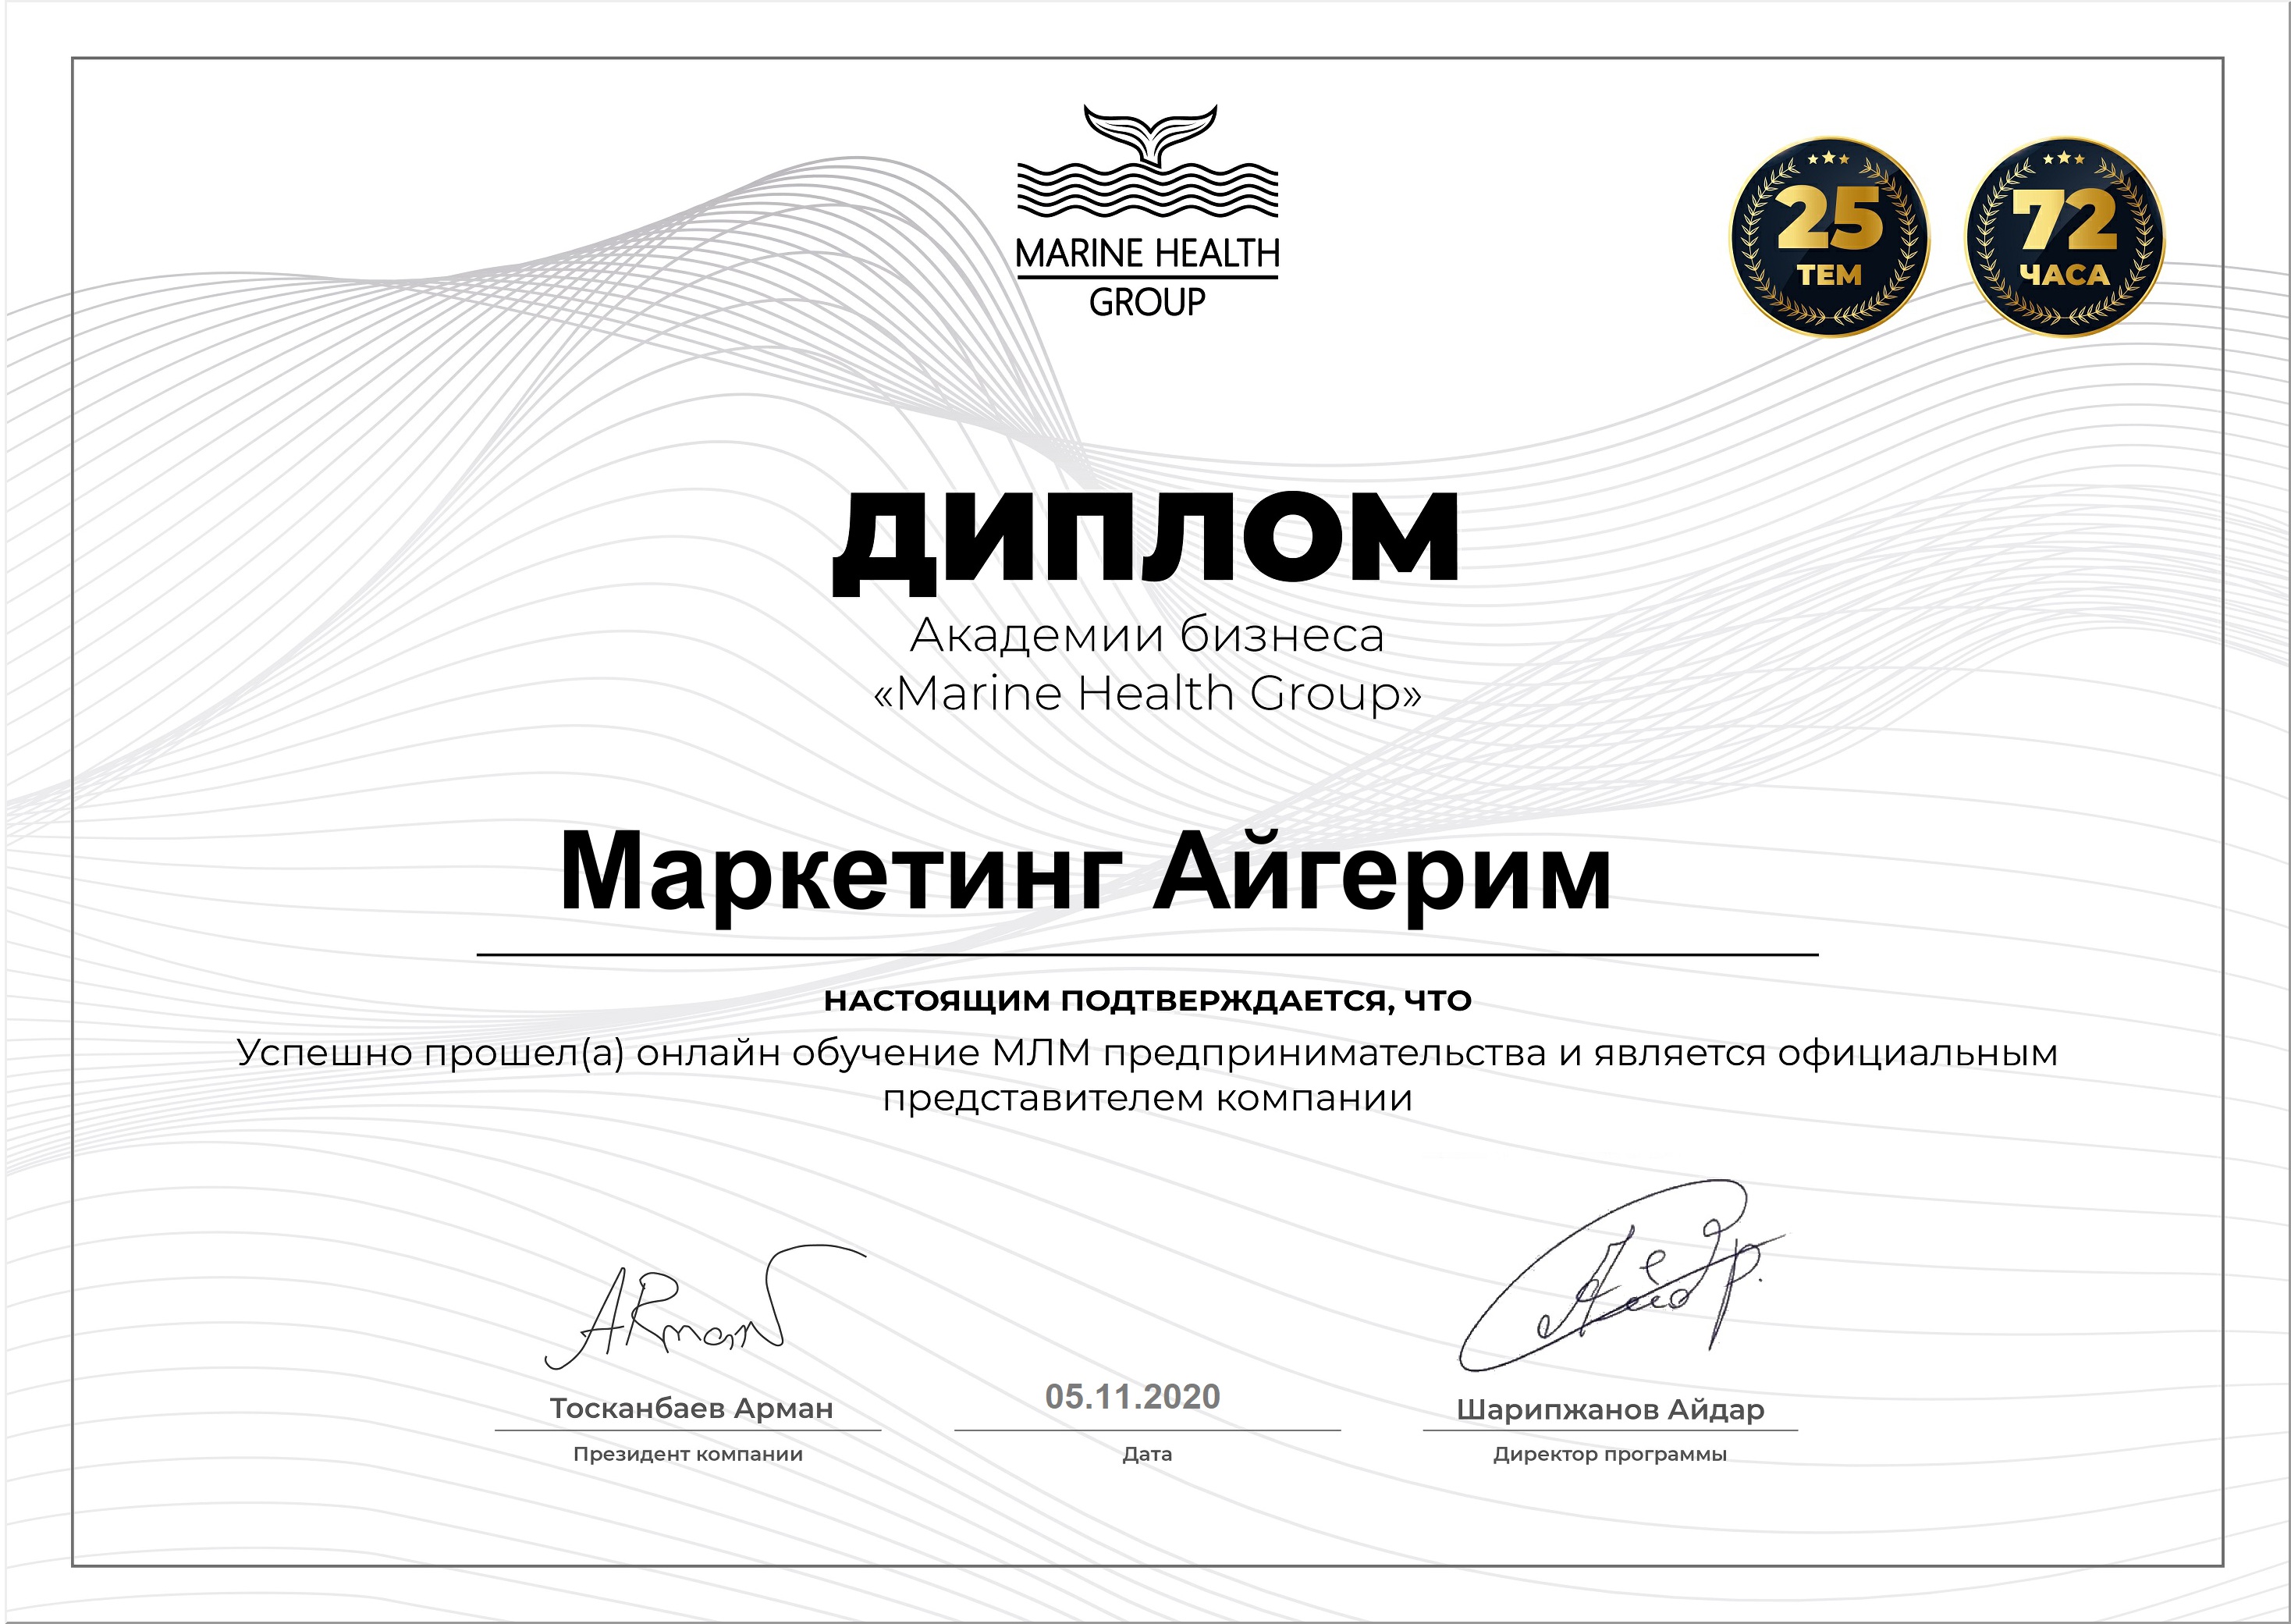 MARINE HEALTH
GROUP
25
ТЕМ
72
ЧАСА
ДИПЛОМ
Академии бизнеса
«Marine Health Group»
Маркетинг Айгерим
НАСТОЯЩИМ ПОДТВЕРЖДАЕТСЯ, ЧТО
Успешно прошел(а) онлайн обучение МЛМ предпринимательства и является официальным
представителем компании
ARman
Тосканбаев Арман
Президент компании
05.11.2020
Дата
Шарипжанов Айдар
Директор программы